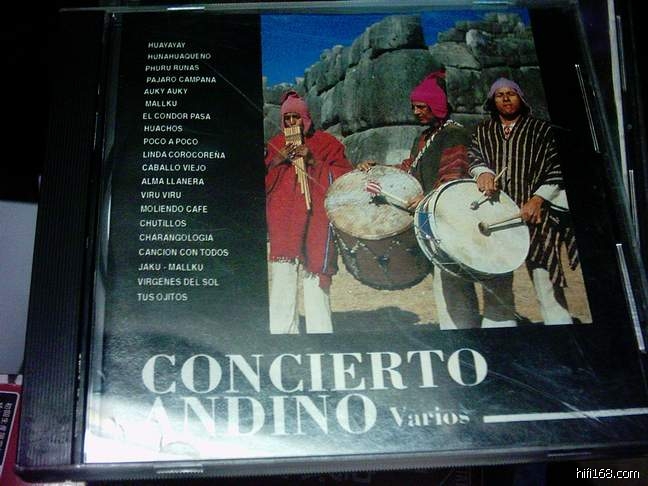 HUAYAYAY
HUNAHUAQUEÑO
PHURU RUNAS
PAJARO CAMPANA
AUKY AUKY
MALLKU
EL CONDOR PASA
HUACHOS
POCO A POCO
LINDA COROCOREÑA
CABALLO VIEJO
ALMA LLANERA
VIRU VIRU
MOLIENDO CAFE
CHUTILLOS
CHARANGOLOGIA
CANCION CON TODOS
JAKU - MALLKU
VIRGENES DEL SOL
TUS OJITOS
CONCIERTO
ANDINO Varios
hifi168.com